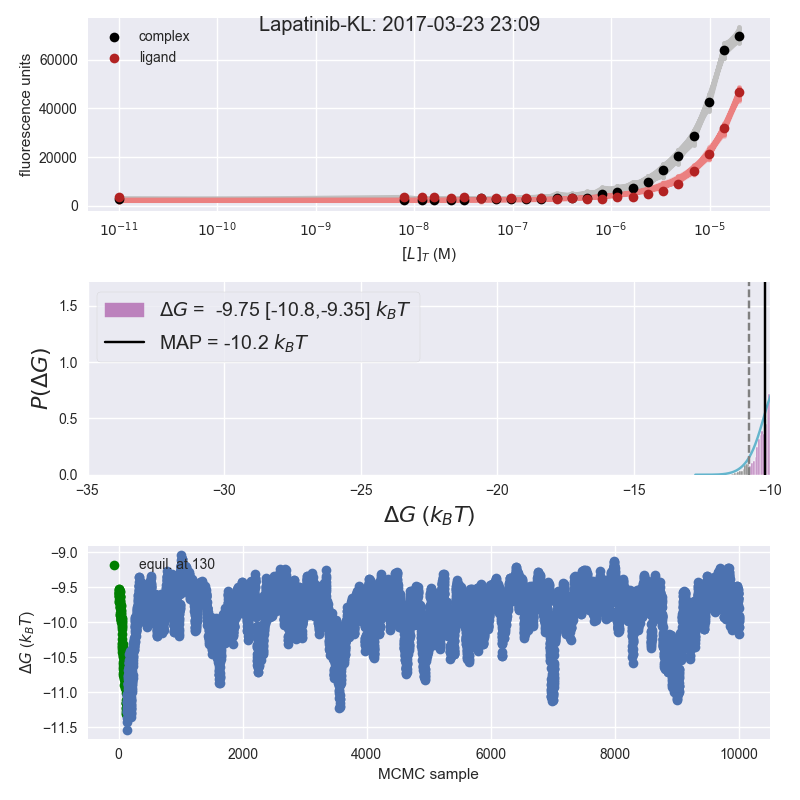 Lapatinib-KL: 2017-03-23 23:09
complex
ligand
fluorescence units
60000
40000
20000
0
10⁻¹¹ 10⁻¹⁰ 10⁻⁹ 10⁻⁸ 10⁻⁷ 10⁻⁶ 10⁻⁵
[L]_T (M)
ΔG = -9.75 [-10.8,-9.35] k_BT
MAP = -10.2 k_BT
P(ΔG)
1.5
1.0
0.5
0.0
−35 −30 −25 −20 −15 −10
ΔG (k_BT)
equil. at 130
ΔG (k_BT)
−9.0
−9.5
−10.0
−10.5
−11.0
−11.5
0 2000 4000 6000 8000 10000
MCMC sample